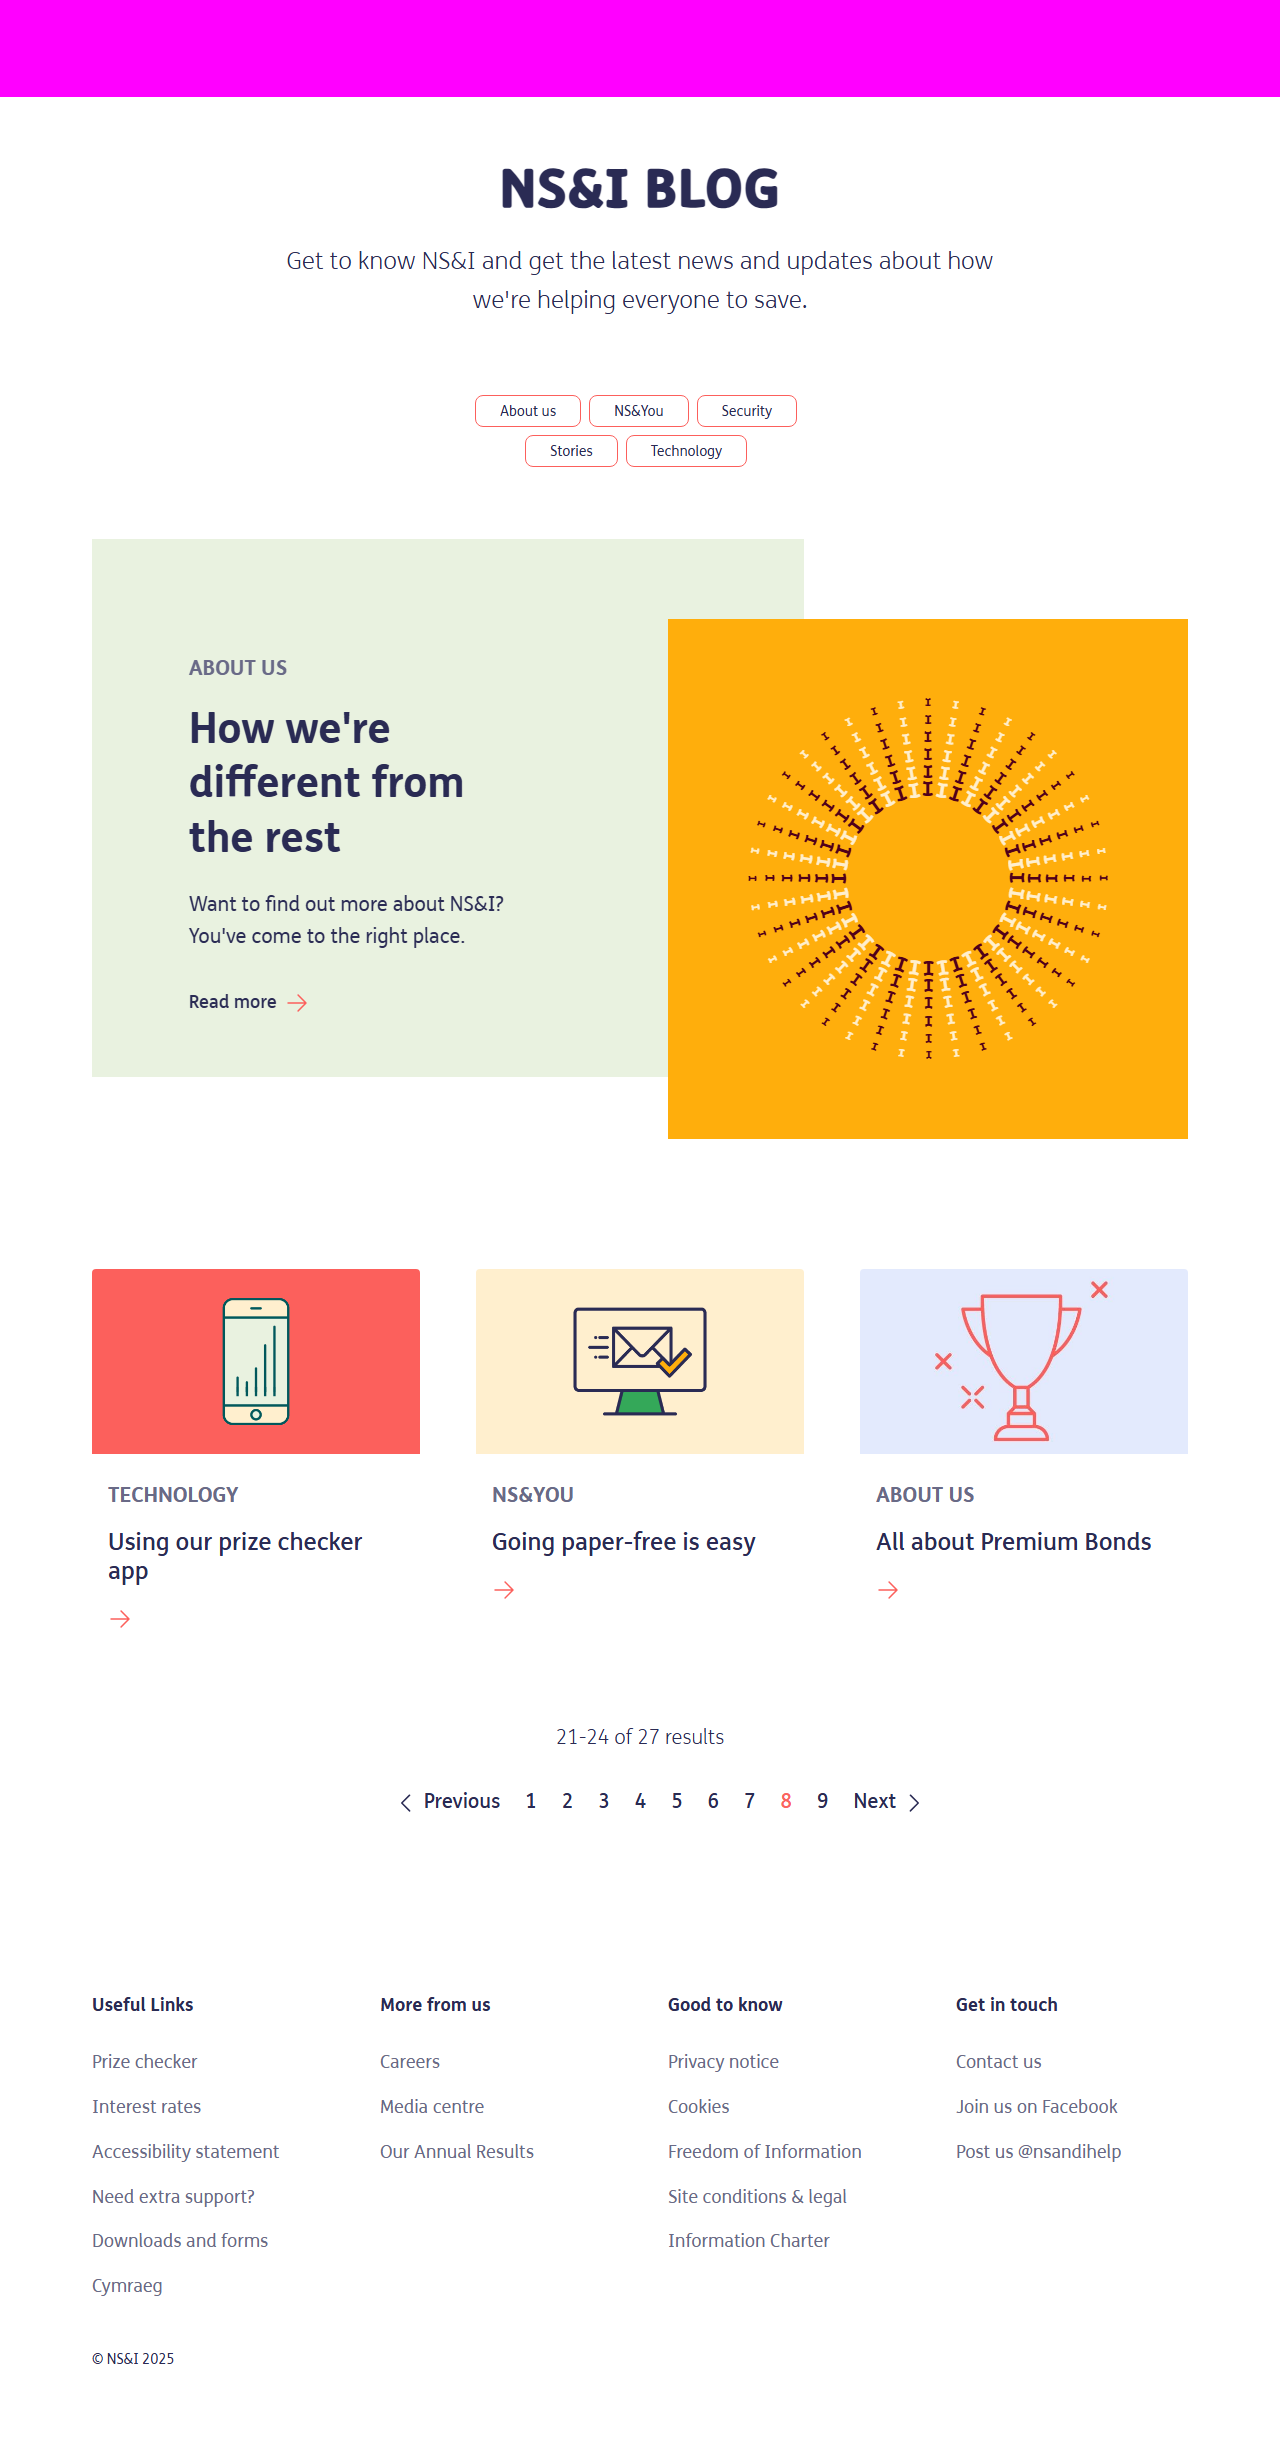 NS&I BLOG
Get to know NS&I and get the latest news and updates about how
we're helping everyone to save.
About us
NS&You
Security
Stories
Technology
ABOUT US
How we're
different from
the rest
Want to find out more about NS&I?
You've come to the right place.
Read more
TECHNOLOGY
Using our prize checker
app
NS&YOU
Going paper-free is easy
ABOUT US
All about Premium Bonds
21-24 of 27 results
Previous 1 2 3 4 5 6 7 8 9 Next
Useful Links
Prize checker
Interest rates
Accessibility statement
Need extra support?
Downloads and forms
Cymraeg
More from us
Careers
Media centre
Our Annual Results
Good to know
Privacy notice
Cookies
Freedom of Information
Site conditions & legal
Information Charter
Get in touch
Contact us
Join us on Facebook
Post us @nsandihelp
© NS&I 2025